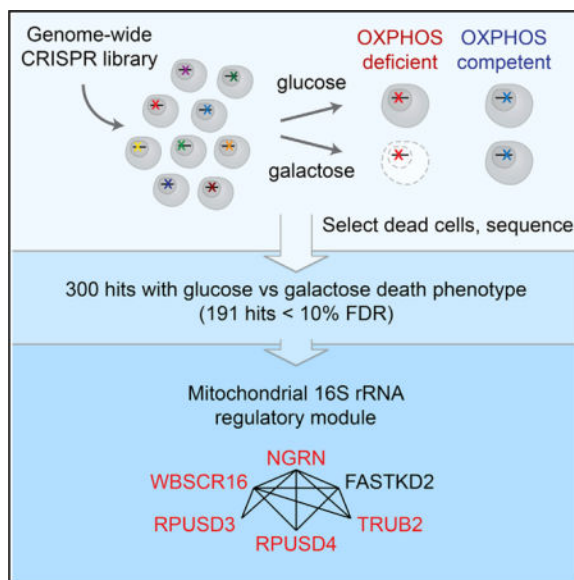 Genome-wide
CRISPR library
OXPHOS
deficient
OXPHOS
competent
glucose
galactose
Select dead cells, sequence
300 hits with glucose vs galactose death phenotype
(191 hits < 10% FDR)
Mitochondrial 16S rRNA
regulatory module
NGRN
WBSCR16
FASTKD2
RPUSD3
TRUB2
RPUSD4